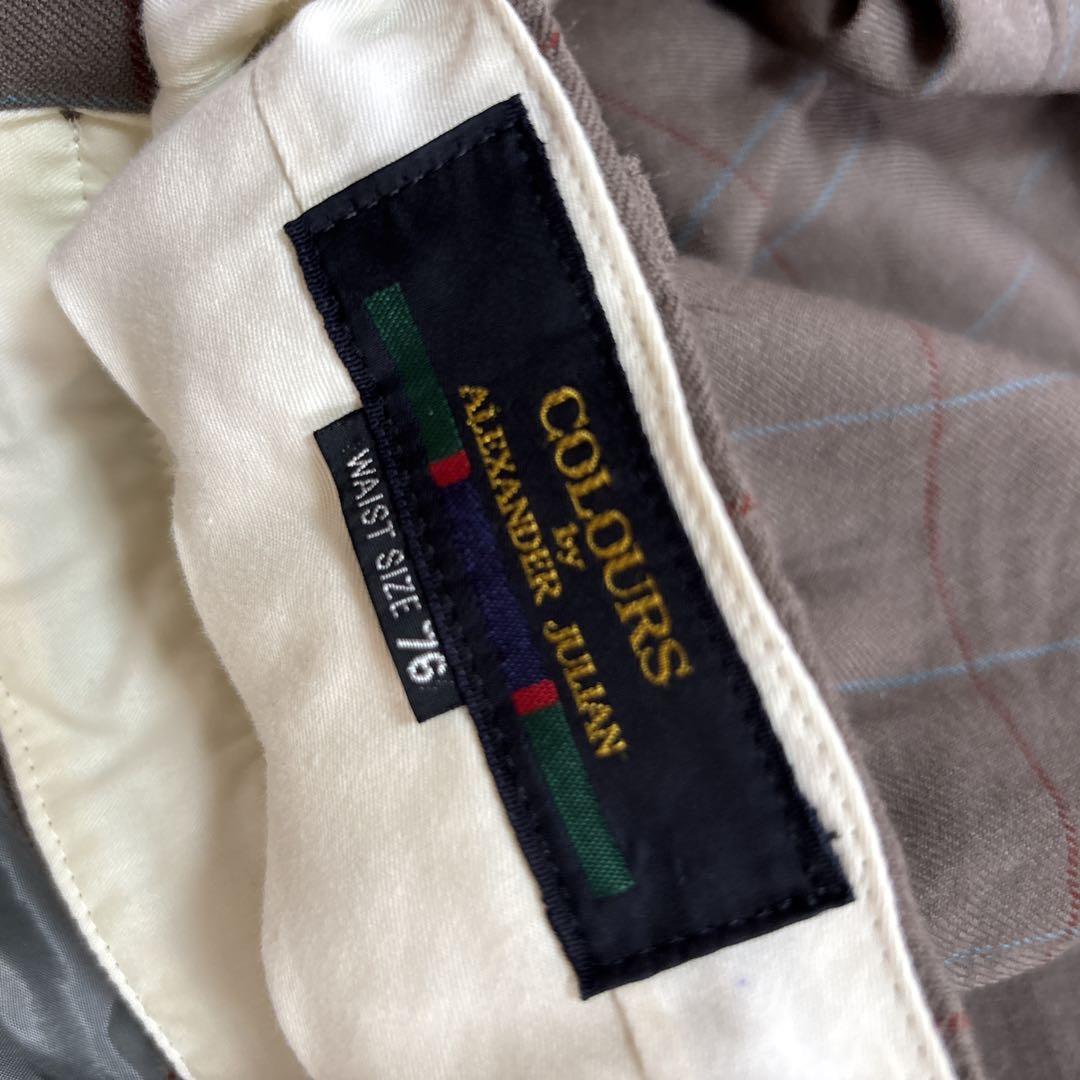 COLOURS
by
ALEXANDER JULIAN
WAIST SIZE 76